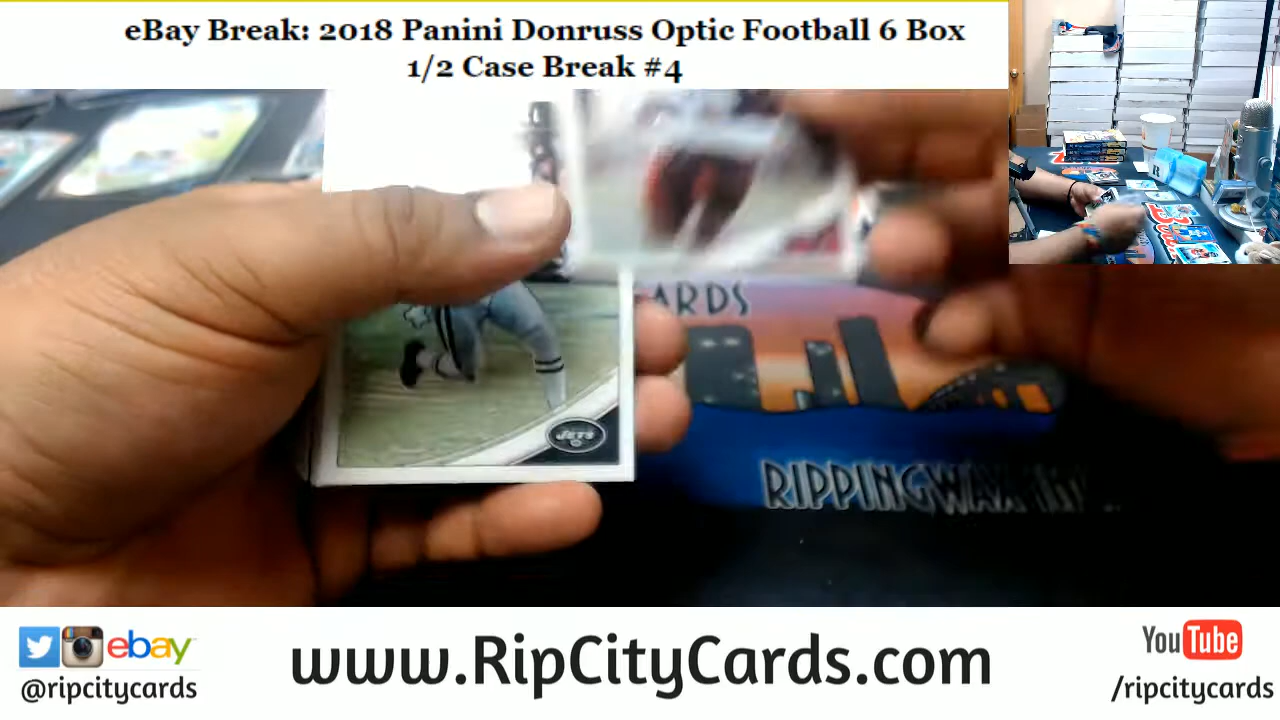 eBay Break: 2018 Panini Donruss Optic Football 6 Box
1/2 Case Break #4
ARDS
JETS
RIPPINGWAX
ebay
@ripcitycards
www.RipCityCards.com
YouTube
/ripcitycards